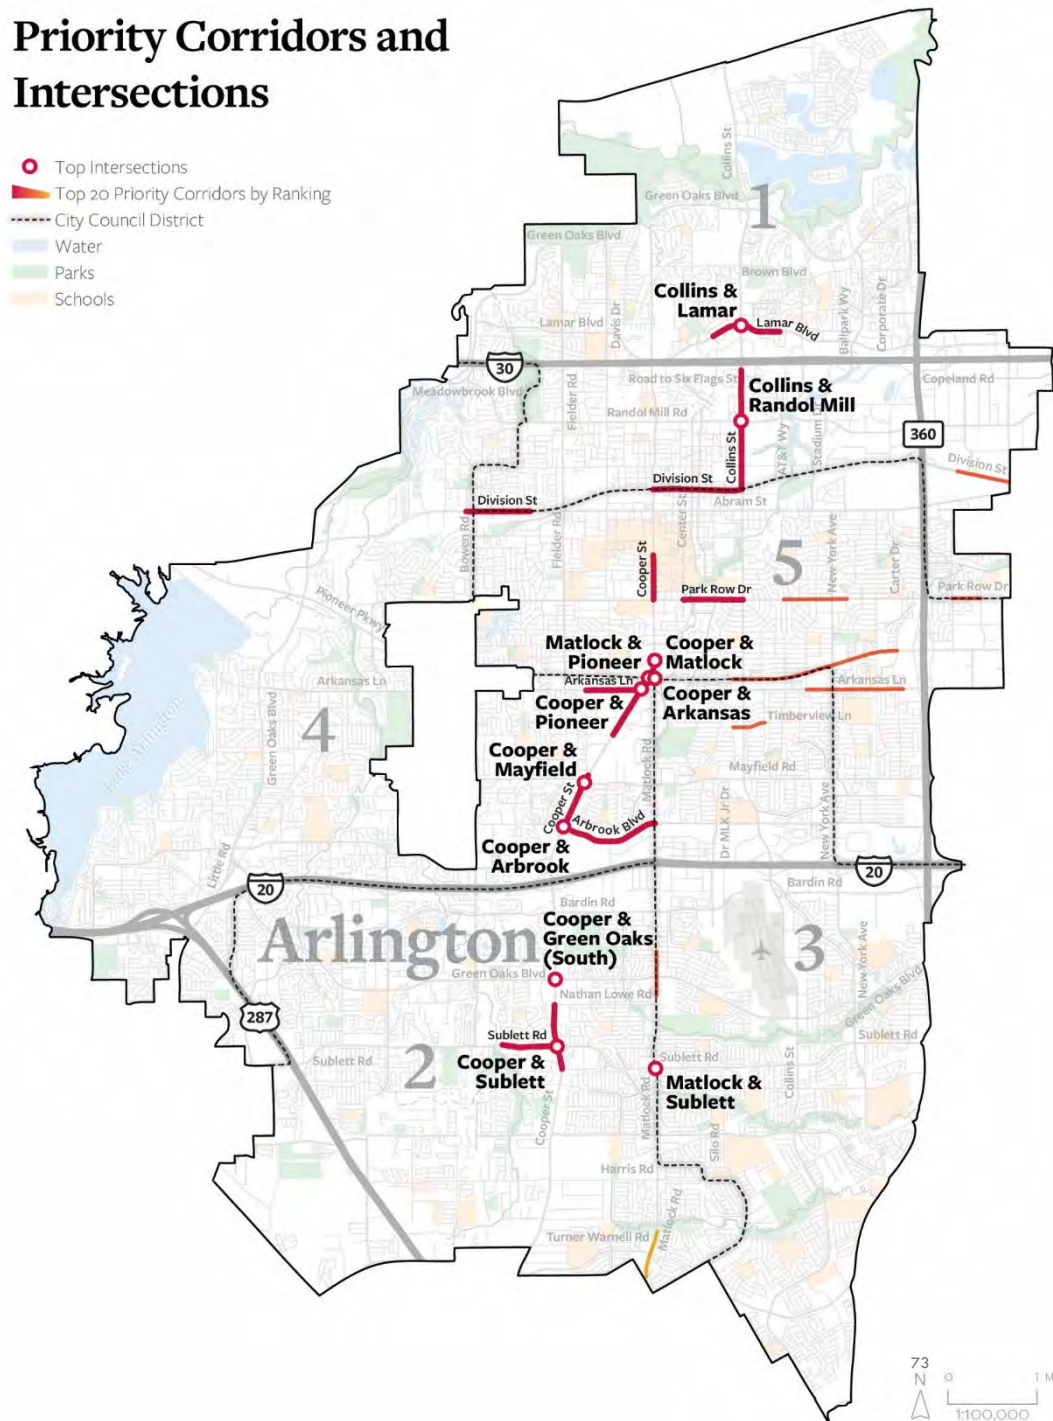 Priority Corridors and
Intersections
Top Intersections
Top 20 Priority Corridors by Ranking
City Council District
Water
Parks
Schools
Collins St
Green Oaks Blvd
1
Green Oaks Blvd
Brown Blvd
Collins &
Lamar
Lamar Blvd
Lamar Blvd
Davis Dr
Ballpark Wy
Corporate Dr
30
Meadowbrook Blvd
Road to Six Flags St
Copeland Rd
Collins &
Randol Mill
Fielder Rd
Randol Mill Rd
Collins St
AT&T Wy
Stadium Dr
360
Division St
Division St
Division St
Abram St
Center St
Bowen Rd
Fielder Rd
Cooper St
5
New York Ave
Carter Dr
Park Row Dr
Park Row Dr
Pioneer Pkwy
Matlock &
Pioneer
Cooper &
Matlock
Arkansas Ln
Arkansas Ln
Arkansas Ln
Cooper &
Pioneer
Cooper &
Arkansas
4
Green Oaks Blvd
Lake Arlington
Timberview Ln
Cooper &
Mayfield
Matlock Rd
Mayfield Rd
Cooper St
Arbrook Blvd
Dr MLK Jr Dr
New York Ave
Cooper &
Arbrook
Little Rd
20
20
Bardin Rd
Bardin Rd
Arlington
Cooper &
Green Oaks
(South)
3
Green Oaks Blvd
Nathan Lowe Rd
New York Ave
Green Oaks Blvd
287
Sublett Rd
Sublett Rd
Sublett Rd
Sublett Rd
2
Cooper &
Sublett
Matlock &
Sublett
Collins St
Cooper St
Matlock Rd
Silo Rd
Harris Rd
Turner Warnell Rd
Matlock Rd
73
N
0
1 M
1:100,000